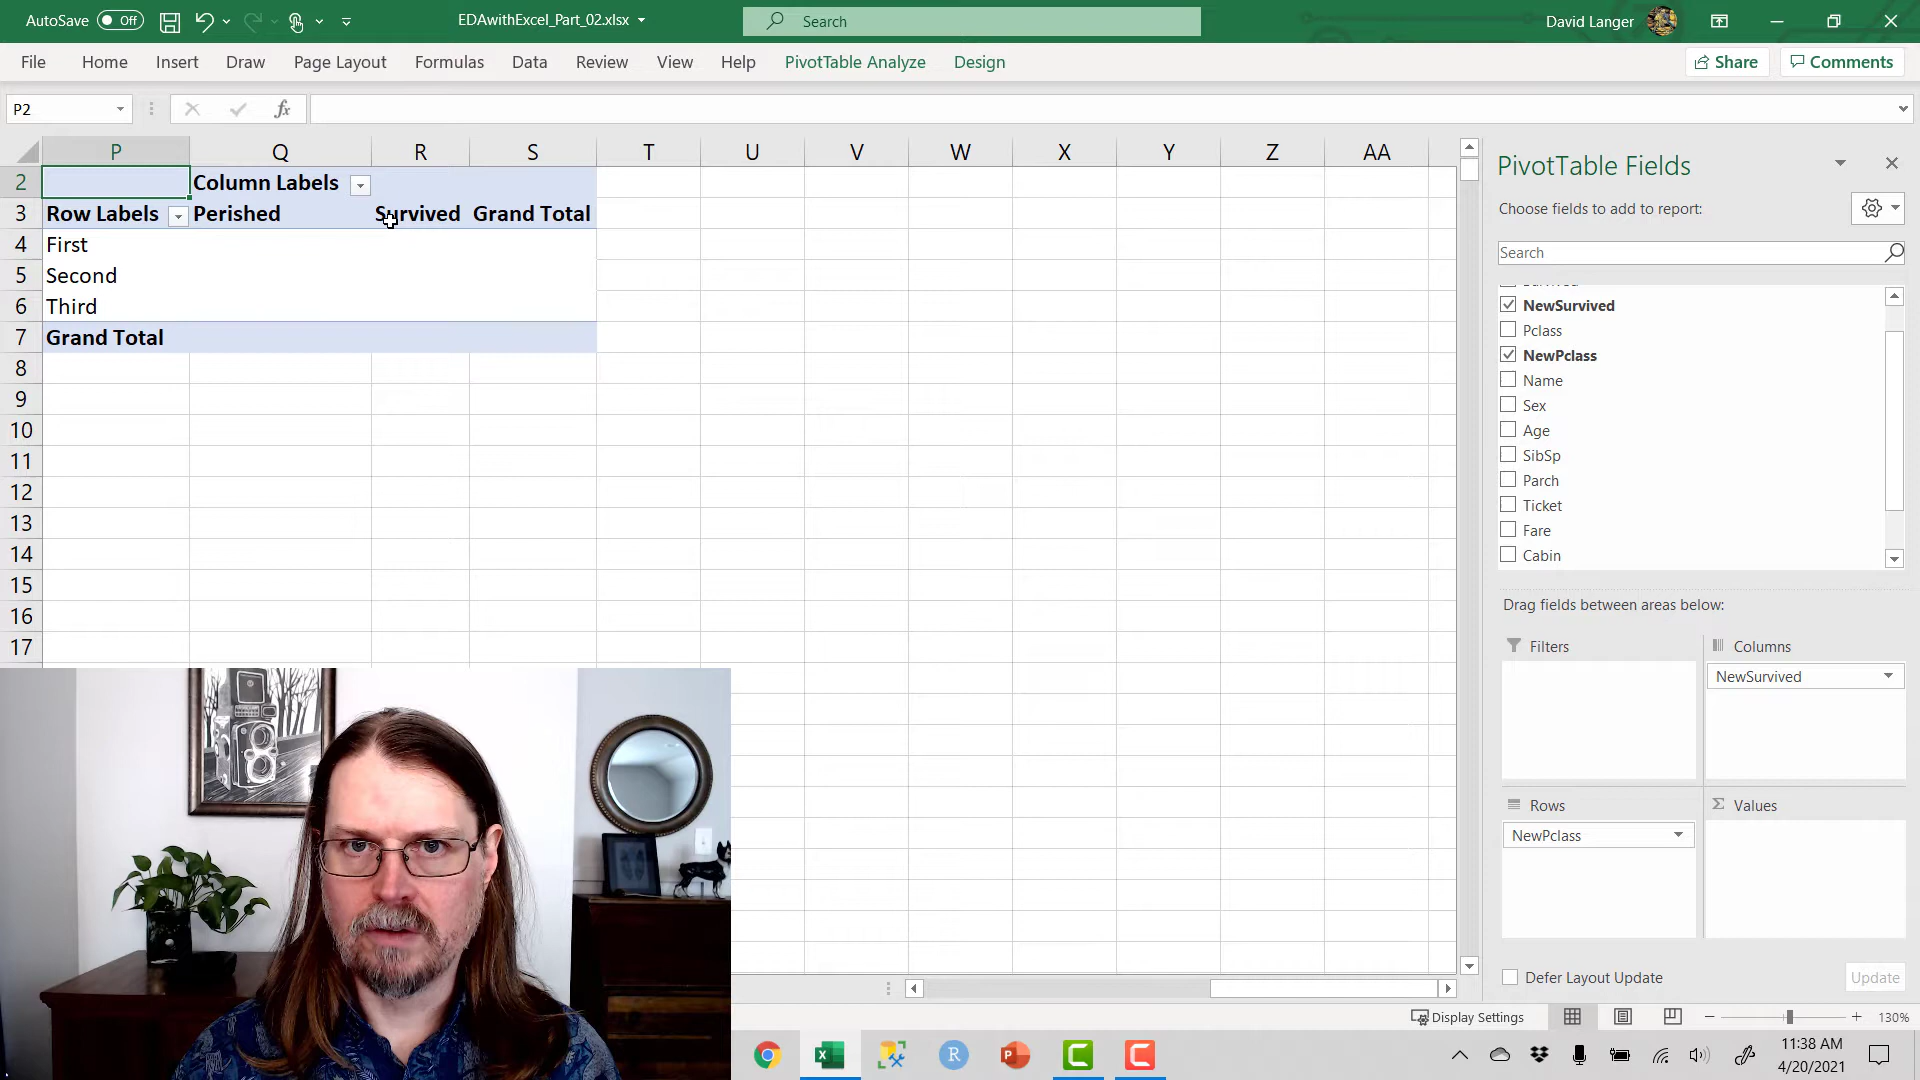 AutoSave Off EDAwithExcel_Part_02.xlsx Search David Langer
File Home Insert Draw Page Layout Formulas Data Review View Help PivotTable Analyze Design Share Comments
P2 fx
P Q R S T U V W X Y Z AA
2 Column Labels
3 Row Labels Perished Survived Grand Total
4 First
5 Second
6 Third
7 Grand Total
8
9
10
11
12
13
14
15
16
17
PivotTable Fields
Choose fields to add to report:
Search
NewSurvived
Pclass
NewPclass
Name
Sex
Age
SibSp
Parch
Ticket
Fare
Cabin
Drag fields between areas below:
Filters Columns
NewSurvived
Rows Values
NewPclass
Defer Layout Update Update
Display Settings 130%
11:38 AM
4/20/2021